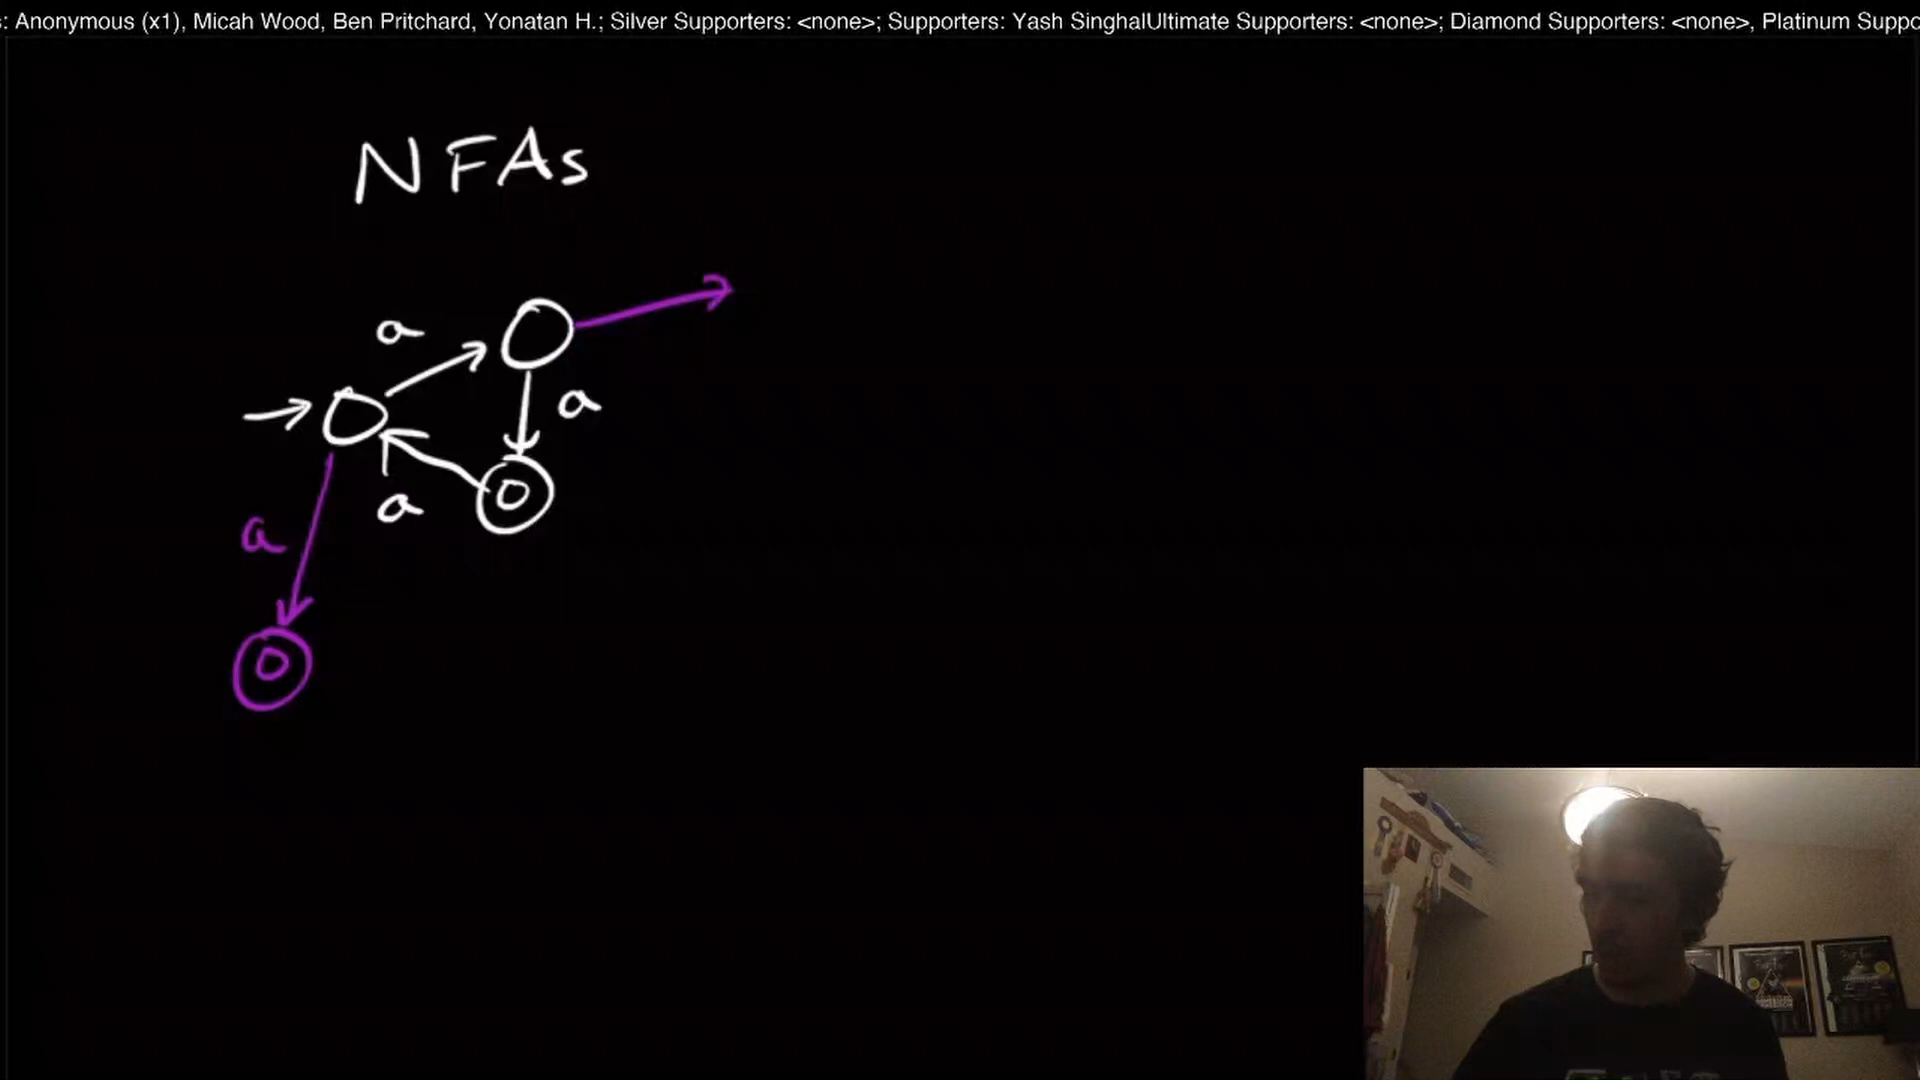 : Anonymous (x1), Micah Wood, Ben Pritchard, Yonatan H.; Silver Supporters: <none>; Supporters: Yash SinghalUltimate Supporters: <none>; Diamond Supporters: <none>, Platinum Suppo
NFAs
a
a
a
a